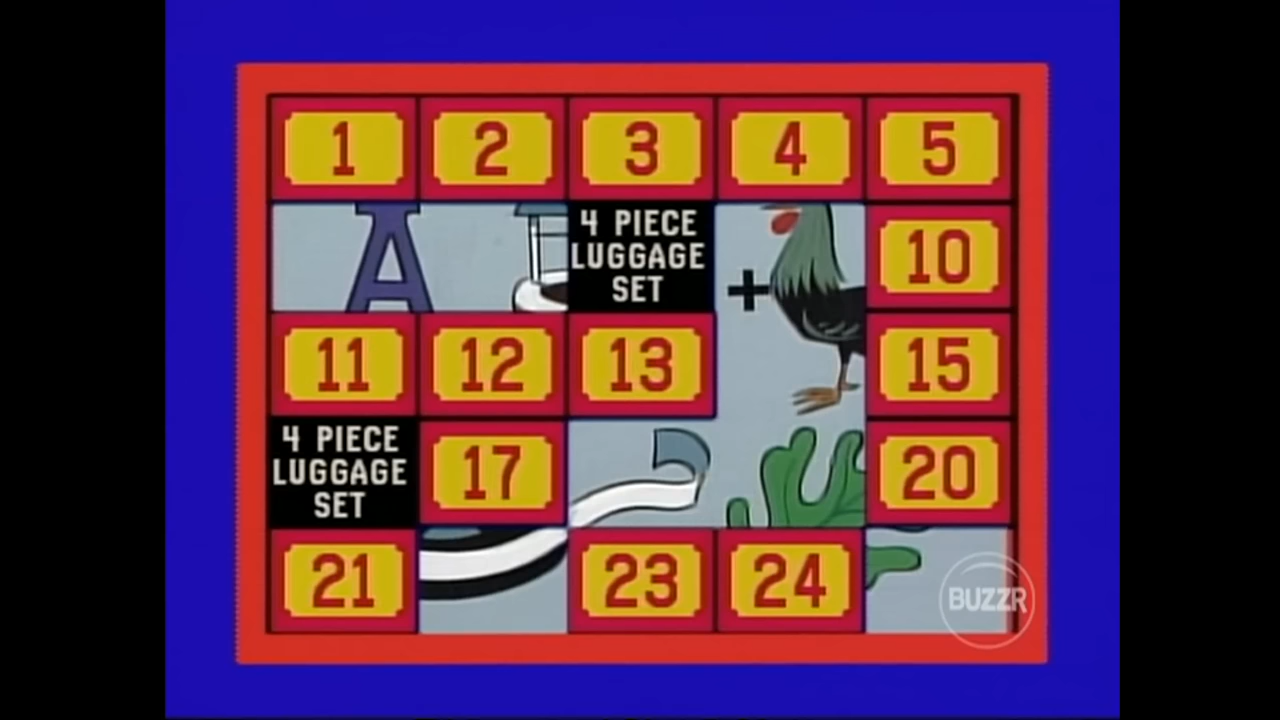 1 2 3 4 5
A 4 PIECE LUGGAGE SET + 10
11 12 13 15
4 PIECE LUGGAGE SET 17 20
21 23 24
BUZZR